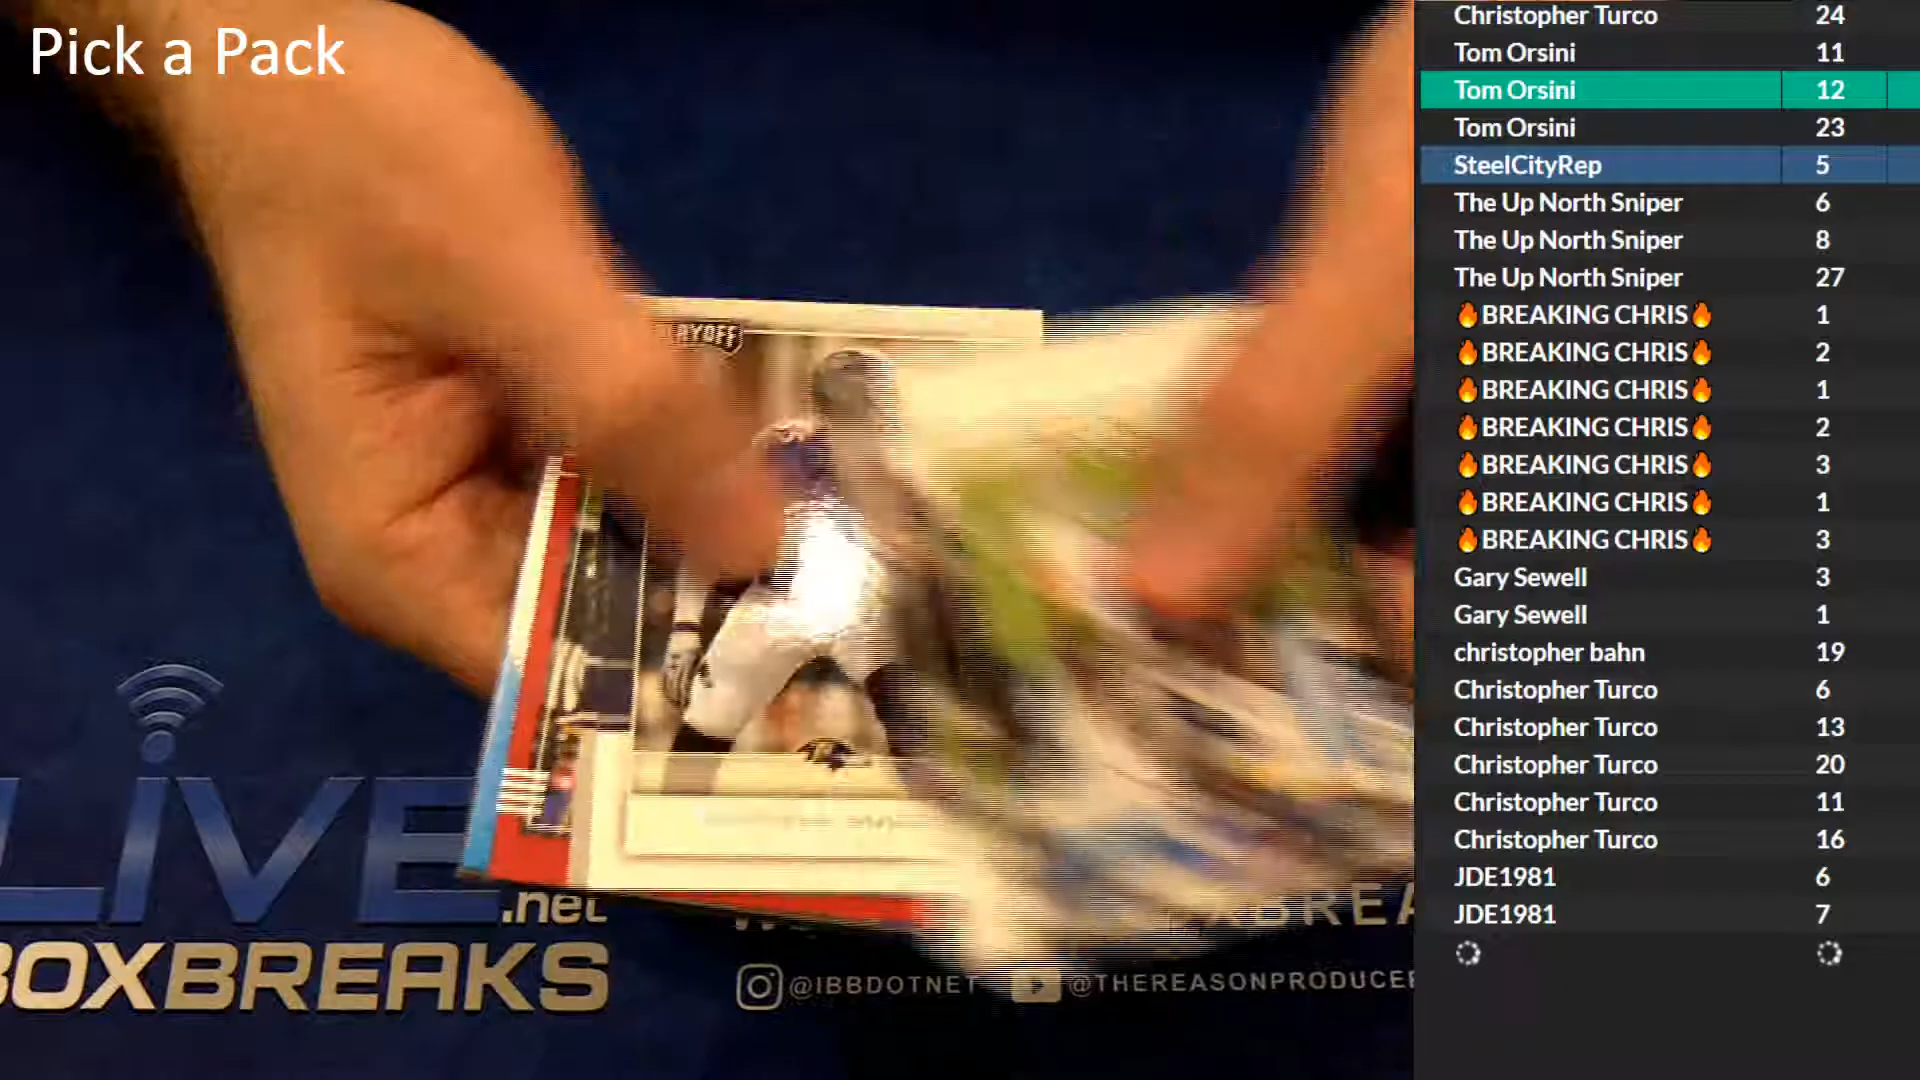 Pick a Pack
Christopher Turco 24
Tom Orsini 11
Tom Orsini 12
Tom Orsini 23
SteelCityRep 5
The Up North Sniper 6
The Up North Sniper 8
The Up North Sniper 27
🔥BREAKING CHRIS🔥 1
🔥BREAKING CHRIS🔥 2
🔥BREAKING CHRIS🔥 1
🔥BREAKING CHRIS🔥 2
🔥BREAKING CHRIS🔥 3
🔥BREAKING CHRIS🔥 1
🔥BREAKING CHRIS🔥 3
Gary Sewell 3
Gary Sewell 1
christopher bahn 19
Christopher Turco 6
Christopher Turco 13
Christopher Turco 20
Christopher Turco 11
Christopher Turco 16
JDE1981 6
JDE1981 7
AYOFF
LIVE
.net
BOXBREAKS
XBREA
@IBBDOTNET
@THEREASONPRODUCE